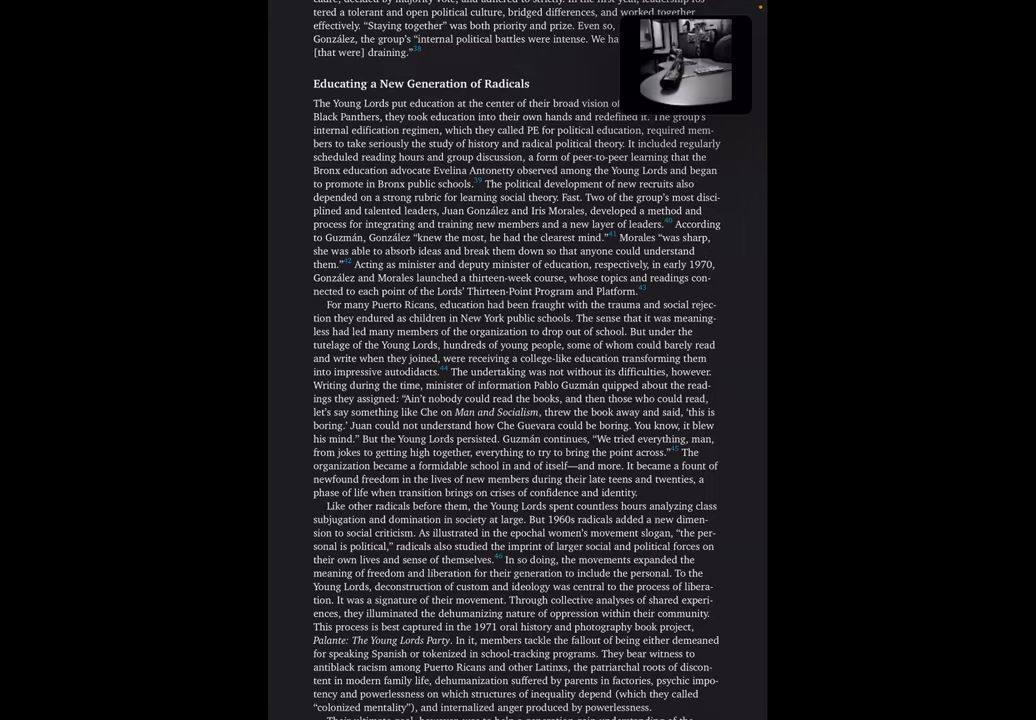 cadre, decided by majority vote, and adhered to strictly. In the first year, leadership fos-
tered a tolerant and open political culture, bridged differences, and worked together
effectively. “Staying together” was both priority and prize. Even so,
González, the group’s “internal political battles were intense. We ha
[that were] draining.”38
Educating a New Generation of Radicals
The Young Lords put education at the center of their broad vision of
Black Panthers, they took education into their own hands and redefined it. The group’s
internal edification regimen, which they called PE for political education, required mem-
bers to take seriously the study of history and radical political theory. It included regularly
scheduled reading hours and group discussion, a form of peer-to-peer learning that the
Bronx education advocate Evelina Antonetty observed among the Young Lords and began
to promote in Bronx public schools.39 The political development of new recruits also
depended on a strong rubric for learning social theory. Fast. Two of the group’s most disci-
plined and talented leaders, Juan González and Iris Morales, developed a method and
process for integrating and training new members and a new layer of leaders.40 According
to Guzmán, González “knew the most, he had the clearest mind.”41 Morales “was sharp,
she was able to absorb ideas and break them down so that anyone could understand
them.”42 Acting as minister and deputy minister of education, respectively, in early 1970,
González and Morales launched a thirteen-week course, whose topics and readings con-
nected to each point of the Lords’ Thirteen-Point Program and Platform.43
For many Puerto Ricans, education had been fraught with the trauma and social rejec-
tion they endured as children in New York public schools. The sense that it was meaning-
less had led many members of the organization to drop out of school. But under the
tutelage of the Young Lords, hundreds of young people, some of whom could barely read
and write when they joined, were receiving a college-like education transforming them
into impressive autodidacts.44 The undertaking was not without its difficulties, however.
Writing during the time, minister of information Pablo Guzmán quipped about the read-
ings they assigned: “Ain’t nobody could read the books, and then those who could read,
let’s say something like Che on Man and Socialism, threw the book away and said, ‘this is
boring.’ Juan could not understand how Che Guevara could be boring. You know, it blew
his mind.” But the Young Lords persisted. Guzmán continues, “We tried everything, man,
from jokes to getting high together, everything to try to bring the point across.”45 The
organization became a formidable school in and of itself—and more. It became a fount of
newfound freedom in the lives of new members during their late teens and twenties, a
phase of life when transition brings on crises of confidence and identity.
Like other radicals before them, the Young Lords spent countless hours analyzing class
subjugation and domination in society at large. But 1960s radicals added a new dimen-
sion to social criticism. As illustrated in the epochal women’s movement slogan, “the per-
sonal is political,” radicals also studied the imprint of larger social and political forces on
their own lives and sense of themselves.46 In so doing, the movements expanded the
meaning of freedom and liberation for their generation to include the personal. To the
Young Lords, deconstruction of custom and ideology was central to the process of libera-
tion. It was a signature of their movement. Through collective analyses of shared experi-
ences, they illuminated the dehumanizing nature of oppression within their community.
This process is best captured in the 1971 oral history and photography book project,
Palante: The Young Lords Party. In it, members tackle the fallout of being either demeaned
for speaking Spanish or tokenized in school-tracking programs. They bear witness to
antiblack racism among Puerto Ricans and other Latinxs, the patriarchal roots of discon-
tent in modern family life, dehumanization suffered by parents in factories, psychic impo-
tency and powerlessness on which structures of inequality depend (which they called
“colonized mentality”), and internalized anger produced by powerlessness.